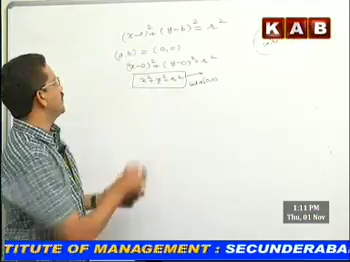 KAB
(x-a)² + (y-b)² = r²
(a,b) = (0,0)
(x-0)² + (y-0)² = r²
x² + y² = r²
1:11 PM
Thu, 01 Nov
TITUTE OF MANAGEMENT : SECUNDERABA